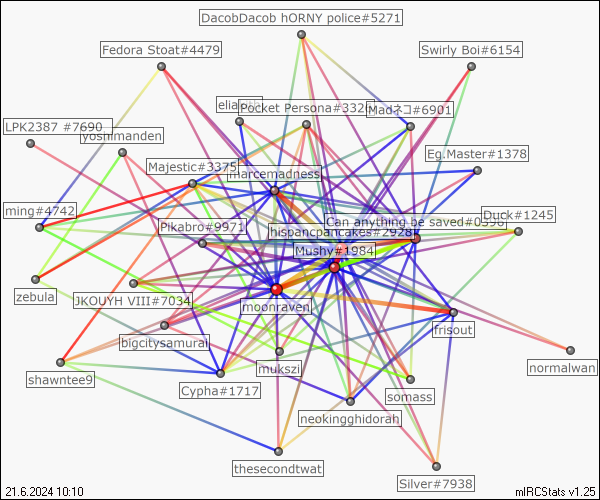 DacobDacob hORNY police#5271
Fedora Stoat#4479
Swirly Boi#6154
Pocket Persona#332
Madネコ#6901
LPK2387 #7690
yoshimanden
Eg.Master#1378
Majestic#3375
marcemadness
ming#4742
Can anything be saved#0396
Duck#1245
Pikabro#9971
hispancpancakes#2928
Mushy#1984
zebula
JKOUYH VIII#7034
moonraven
frisout
bigcitysamurai
normalwan
mukszi
shawntee9
Cypha#1717
somass
neokingghidorah
thesecondtwat
Silver#7938
21.6.2024 10:10
mIRCStats v1.25